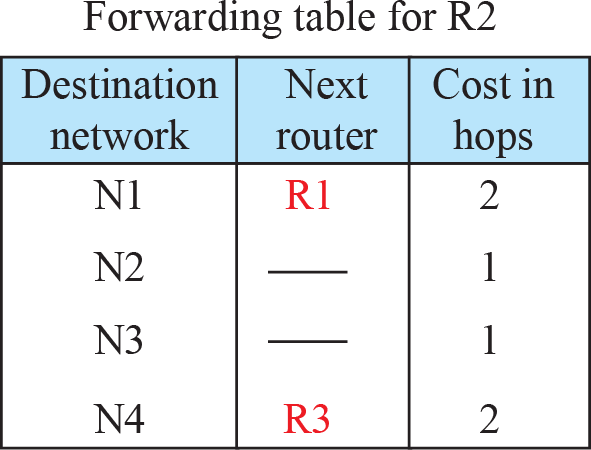 Forwarding table for R2
Destination network Next router Cost in hops
N1 R1 2
N2 —— 1
N3 —— 1
N4 R3 2